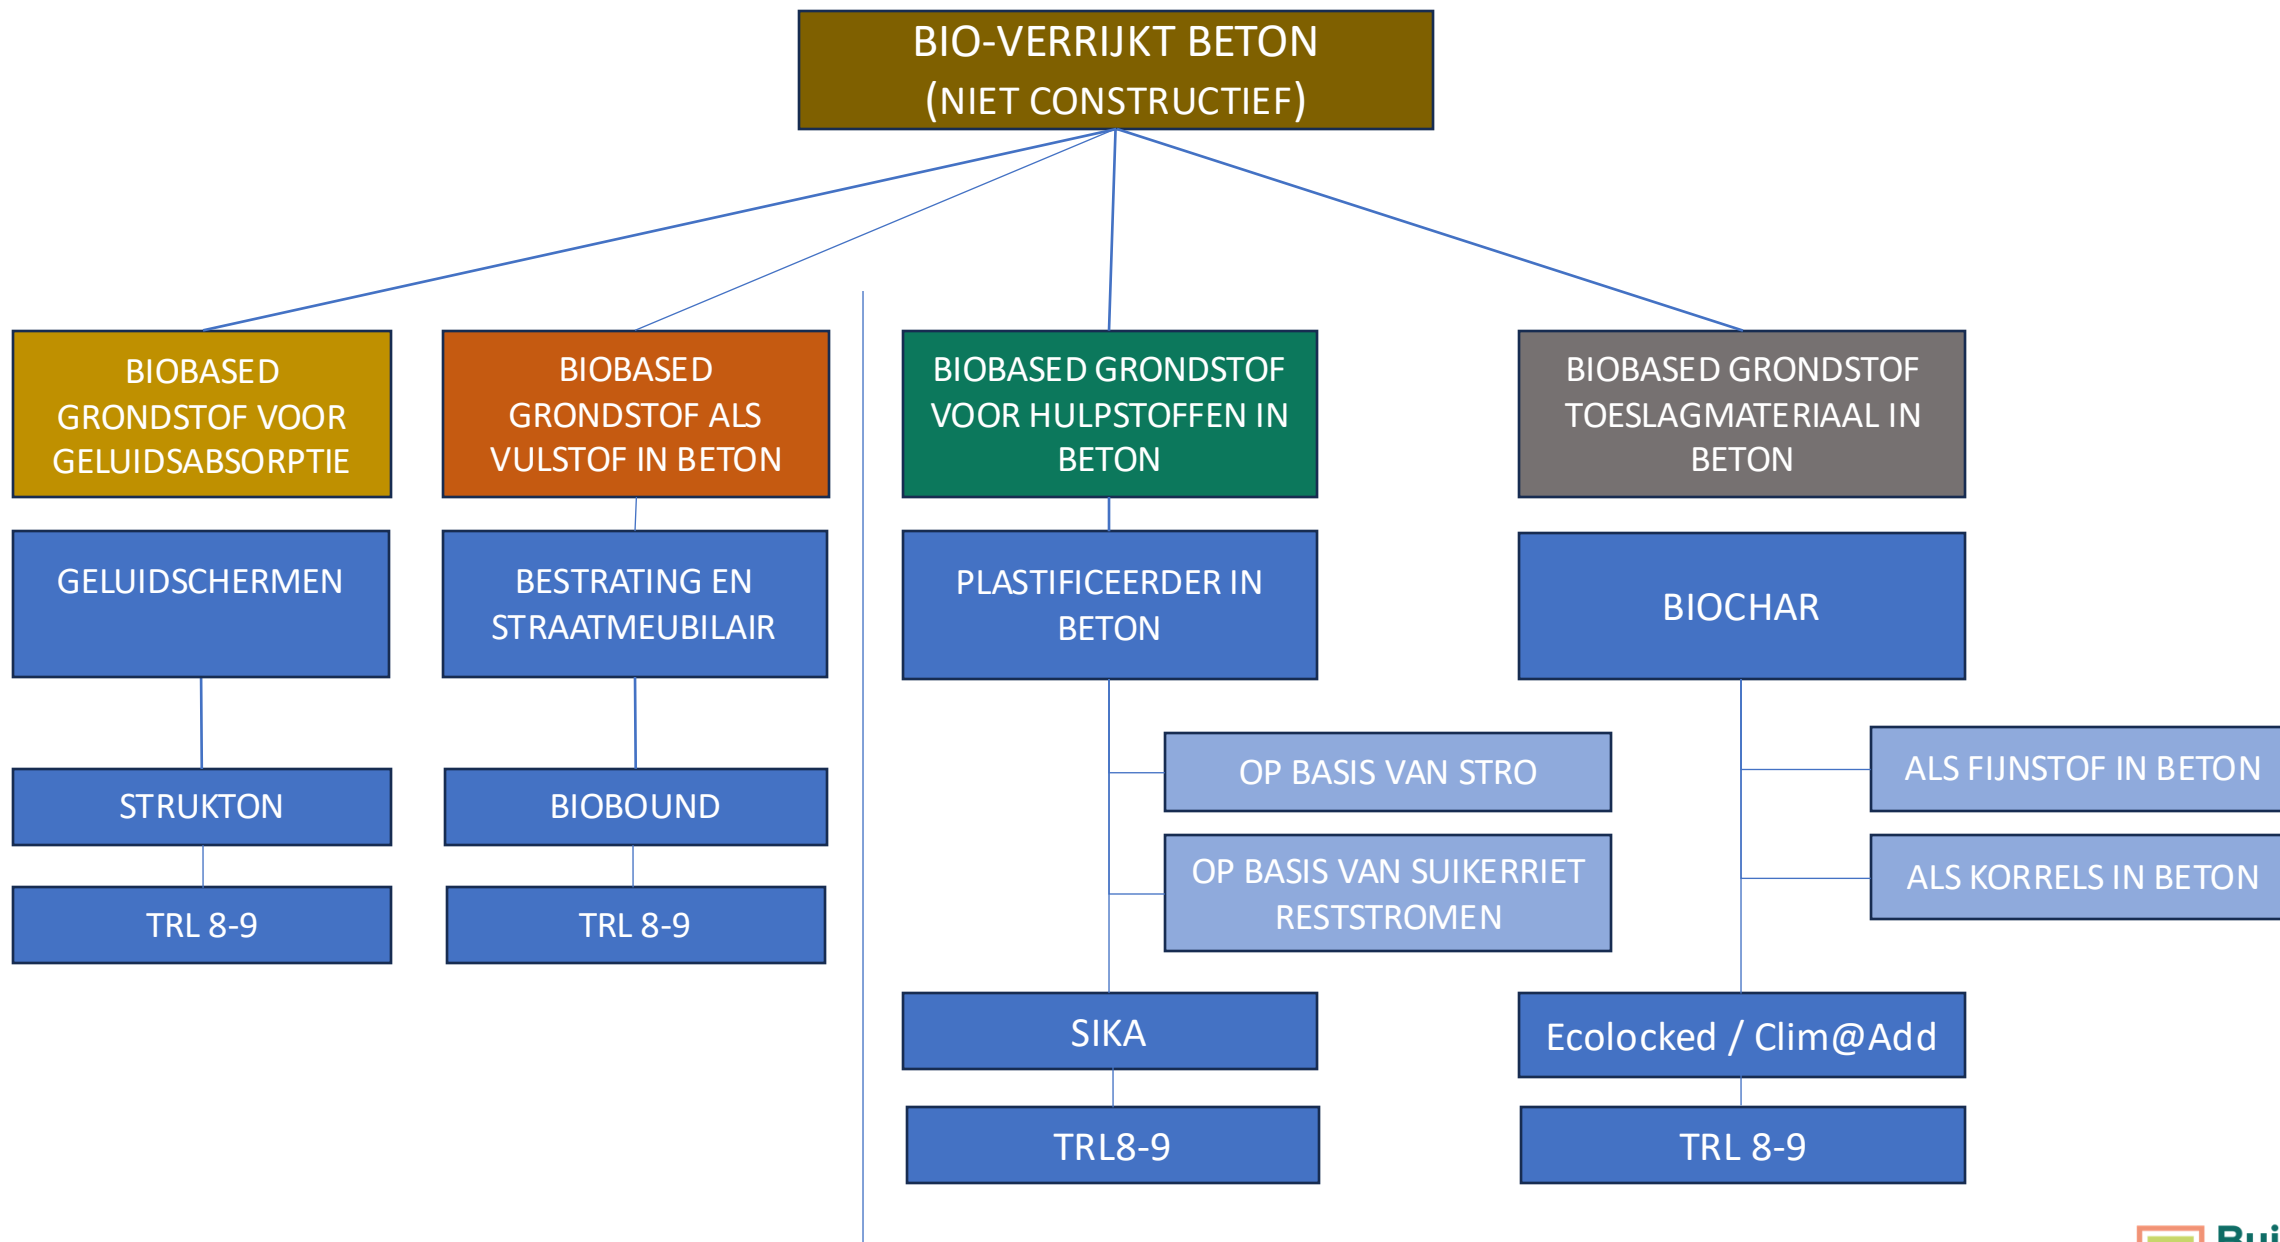 BIO-VERRIJKT BETON
(NIET CONSTRUCTIEF)
BIOBASED
GRONDSTOF VOOR
GELUIDSABSORPTIE
BIOBASED
GRONDSTOF ALS
VULSTOF IN BETON
BIOBASED GRONDSTOF
VOOR HULPSTOFFEN IN
BETON
BIOBASED GRONDSTOF
TOESLAGMATERIAAL IN
BETON
GELUIDSCHERMEN
BESTRATING EN
STRAATMEUBILAIR
PLASTIFICEERDER IN
BETON
BIOCHAR
OP BASIS VAN STRO
ALS FIJNSTOF IN BETON
STRUKTON
BIOBOUND
OP BASIS VAN SUIKERRIET
RESTSTROMEN
ALS KORRELS IN BETON
TRL 8-9
TRL 8-9
SIKA
Ecolocked / Clim@Add
TRL8-9
TRL 8-9